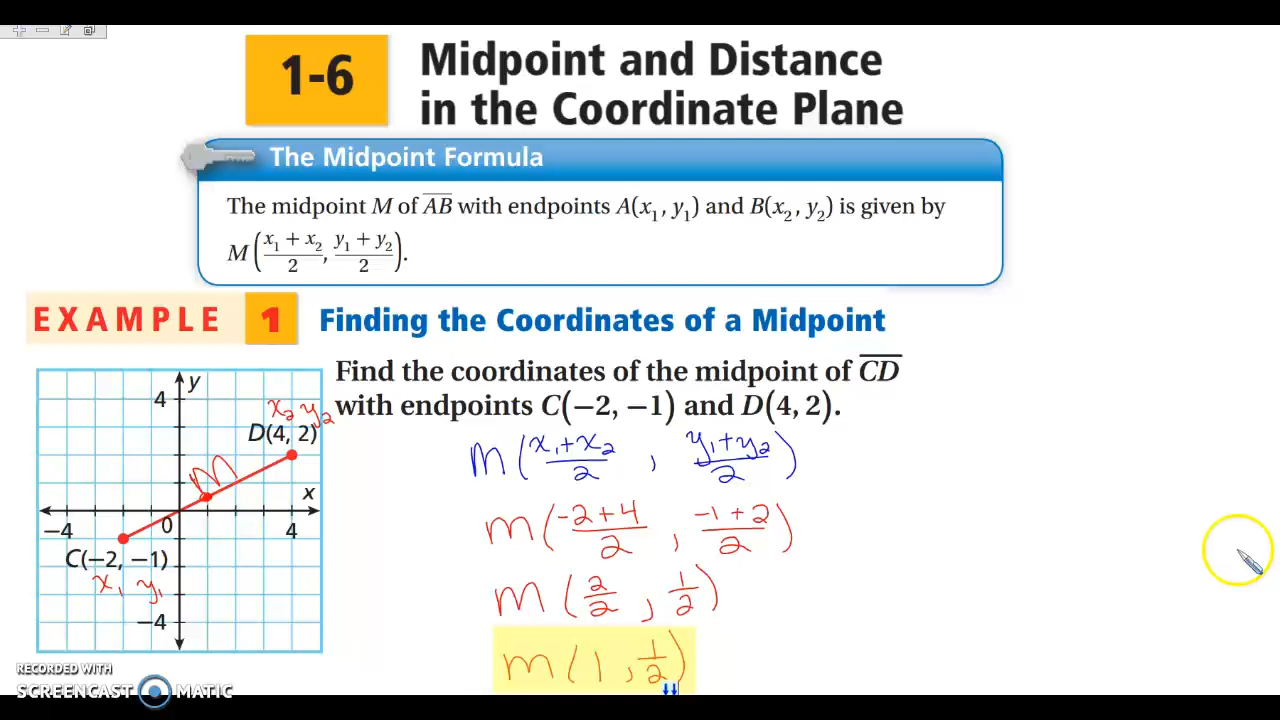 1-6
Midpoint and Distance
in the Coordinate Plane
The Midpoint Formula
The midpoint M of A̅B̅ with endpoints A(x₁, y₁) and B(x₂, y₂) is given by
M((x₁ + x₂)/2, (y₁ + y₂)/2).
EXAMPLE 1 Finding the Coordinates of a Midpoint
Find the coordinates of the midpoint of C̅D̅
with endpoints C(−2, −1) and D(4, 2).
y
4
x₂ y₂
D(4, 2)
M
x
−4
0
4
C(−2, −1)
x₁ y₁
−4
M((x₁+x₂)/2, (y₁+y₂)/2)
M((-2+4)/2, (-1+2)/2)
M(2/2, 1/2)
M(1, 1/2)
RECORDED WITH
SCREENCAST MATIC